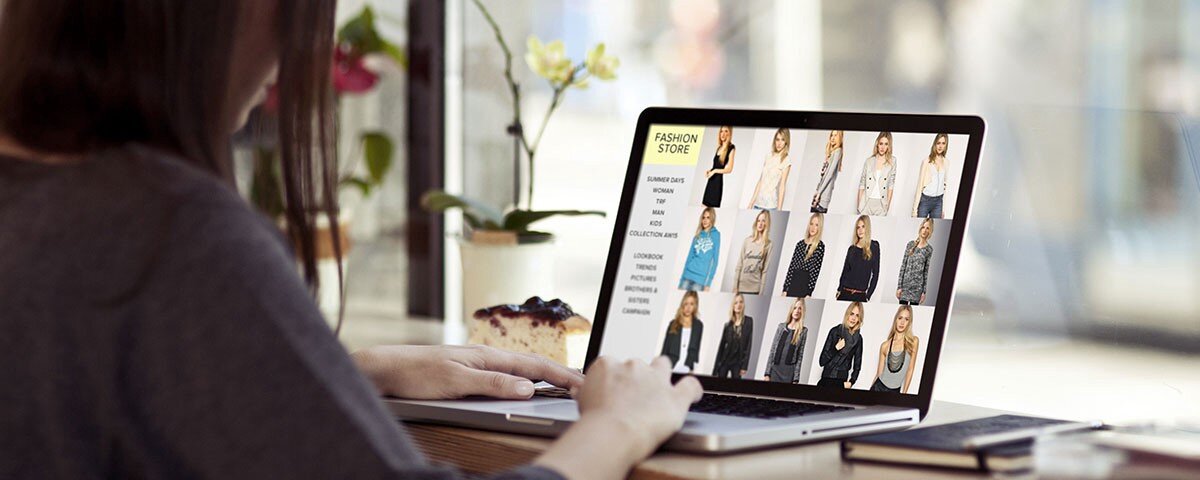 FASHION
STORE
SUMMER DAYS
WOMAN
TRF
MAN
KIDS
COLLECTION AW15
LOOKBOOK
TRENDS
PICTURES
BROTHERS &
SISTERS
CAMPAIGN